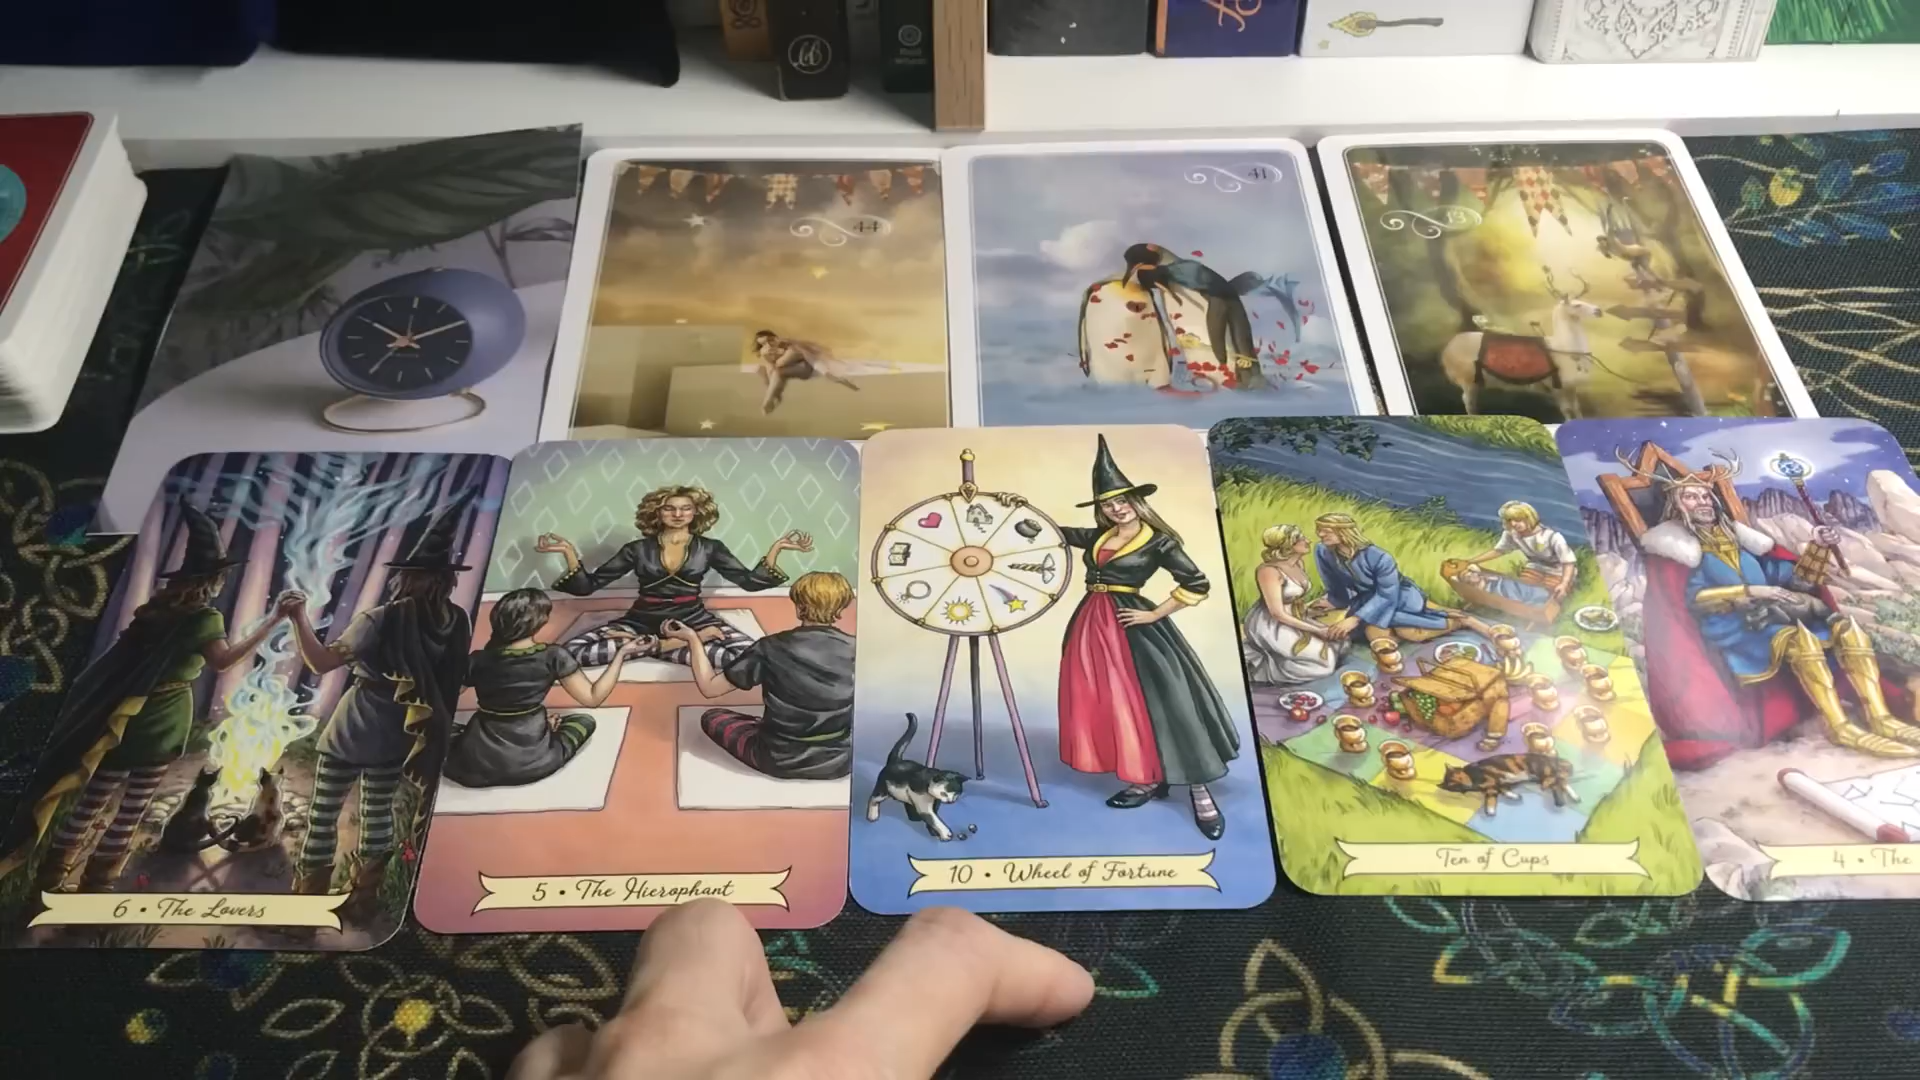 44
41
13
6 • The Lovers
5 • The Hierophant
10 • Wheel of Fortune
Ten of Cups
4 • The